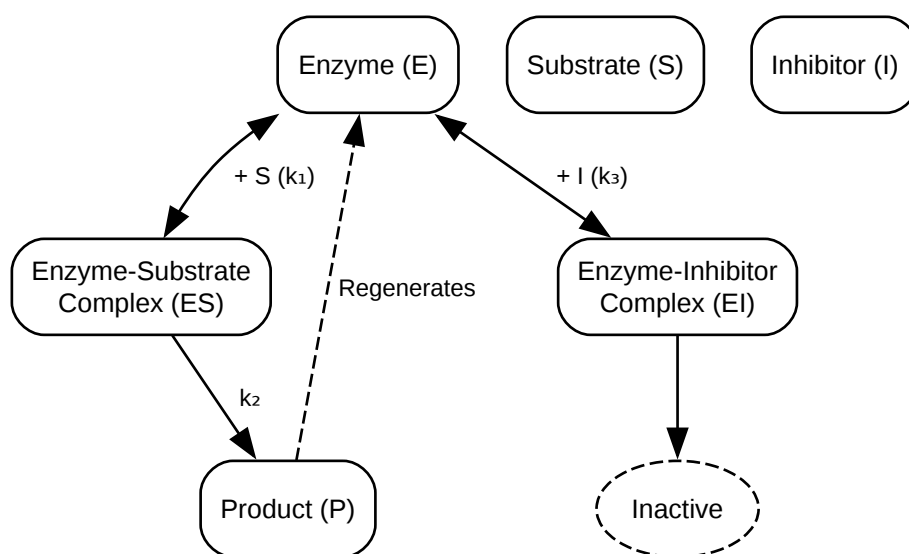 Enzyme (E)
Substrate (S)
Inhibitor (I)
+ S (k₁)
+ I (k₃)
Enzyme-Substrate
Complex (ES)
Regenerates
Enzyme-Inhibitor
Complex (EI)
k₂
Product (P)
Inactive